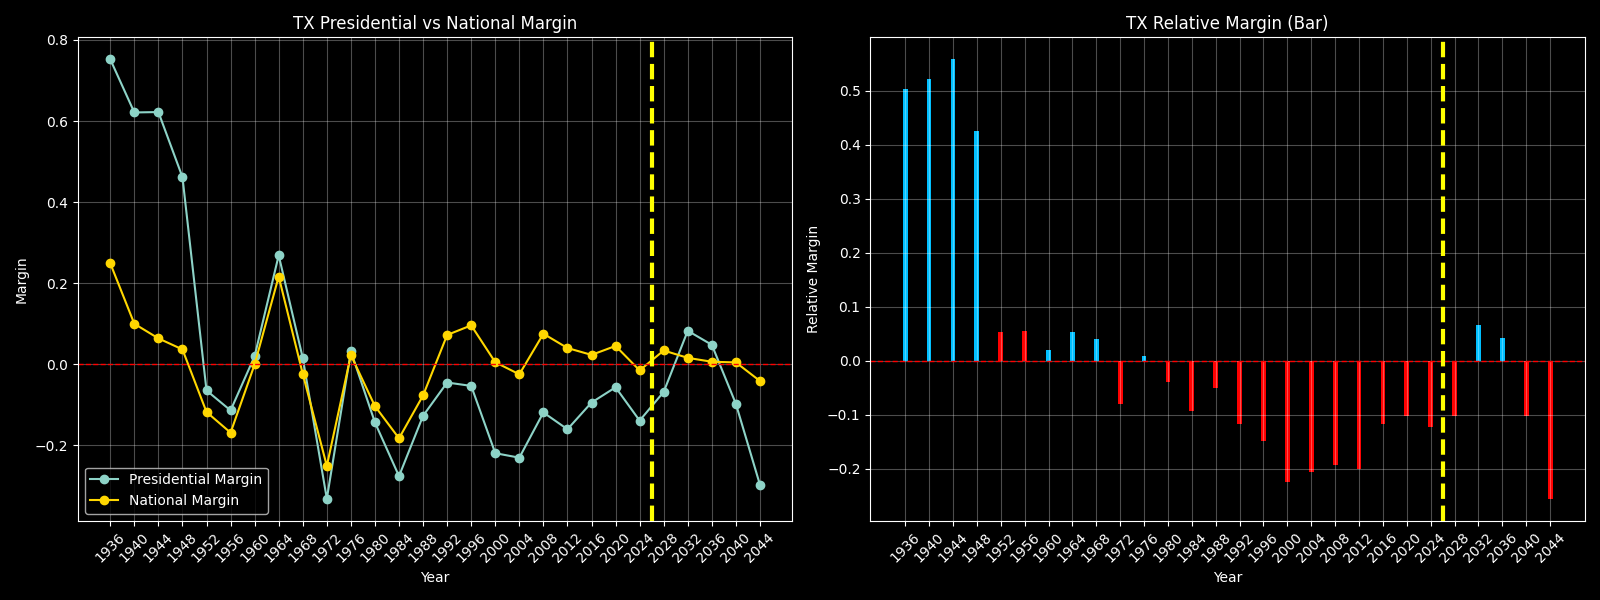 TX Presidential vs National Margin
0.8
0.6
0.4
0.2
0.0
−0.2
Margin
Presidential Margin
National Margin
1936 1940 1944 1948 1952 1956 1960 1964 1968 1972 1976 1980 1984 1988 1992 1996 2000 2004 2008 2012 2016 2020 2024 2028 2032 2036 2040 2044
Year
TX Relative Margin (Bar)
0.5
0.4
0.3
0.2
0.1
0.0
−0.1
−0.2
Relative Margin
1936 1940 1944 1948 1952 1956 1960 1964 1968 1972 1976 1980 1984 1988 1992 1996 2000 2004 2008 2012 2016 2020 2024 2028 2032 2036 2040 2044
Year